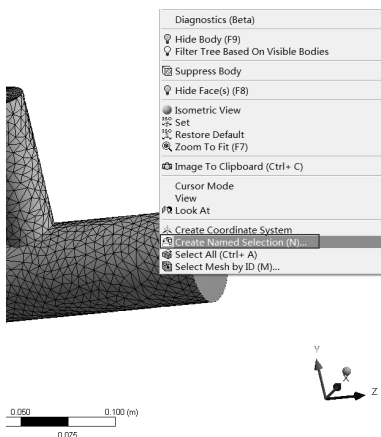 Diagnostics (Beta)
Hide Body (F9)
Filter Tree Based On Visible Bodies
Suppress Body
Hide Face(s) (F8)
Isometric View
ISO Set
ISO Restore Default
Zoom To Fit (F7)
Image To Clipboard (Ctrl+ C)
Cursor Mode
View
Look At
Create Coordinate System
Create Named Selection (N)...
Select All (Ctrl+ A)
Select Mesh by ID (M)...
Y
X
Z
0.050 0.100 (m)
0.075